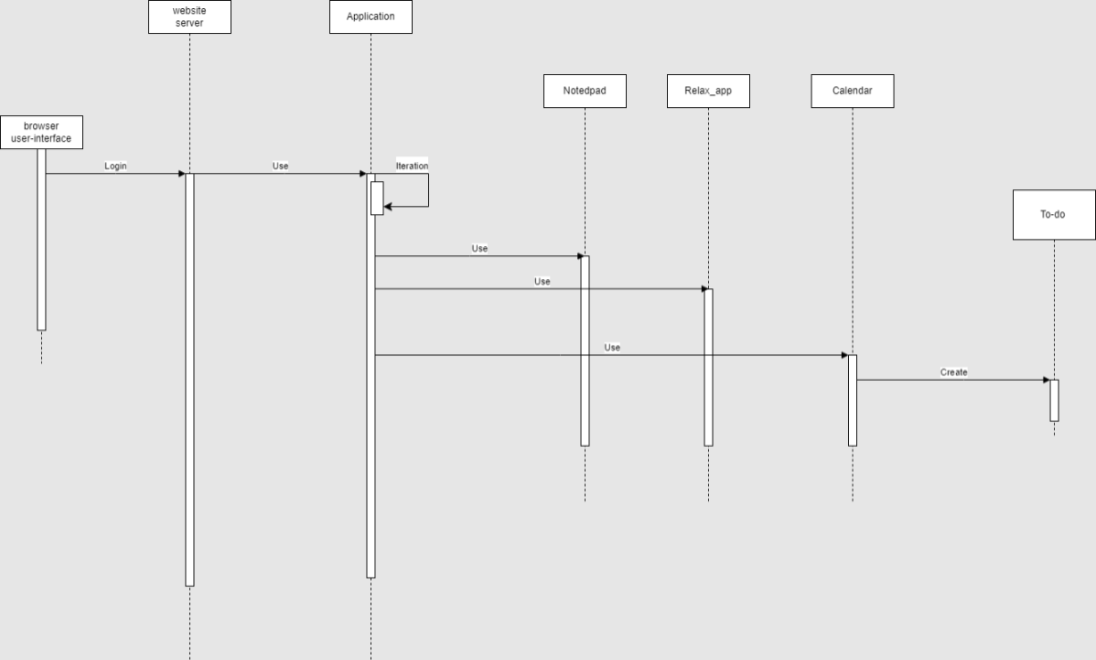 website
server
Application
Notedpad
Relax_app
Calendar
browser
user-interface
Login
Use
Iteration
To-do
Use
Use
Use
Create